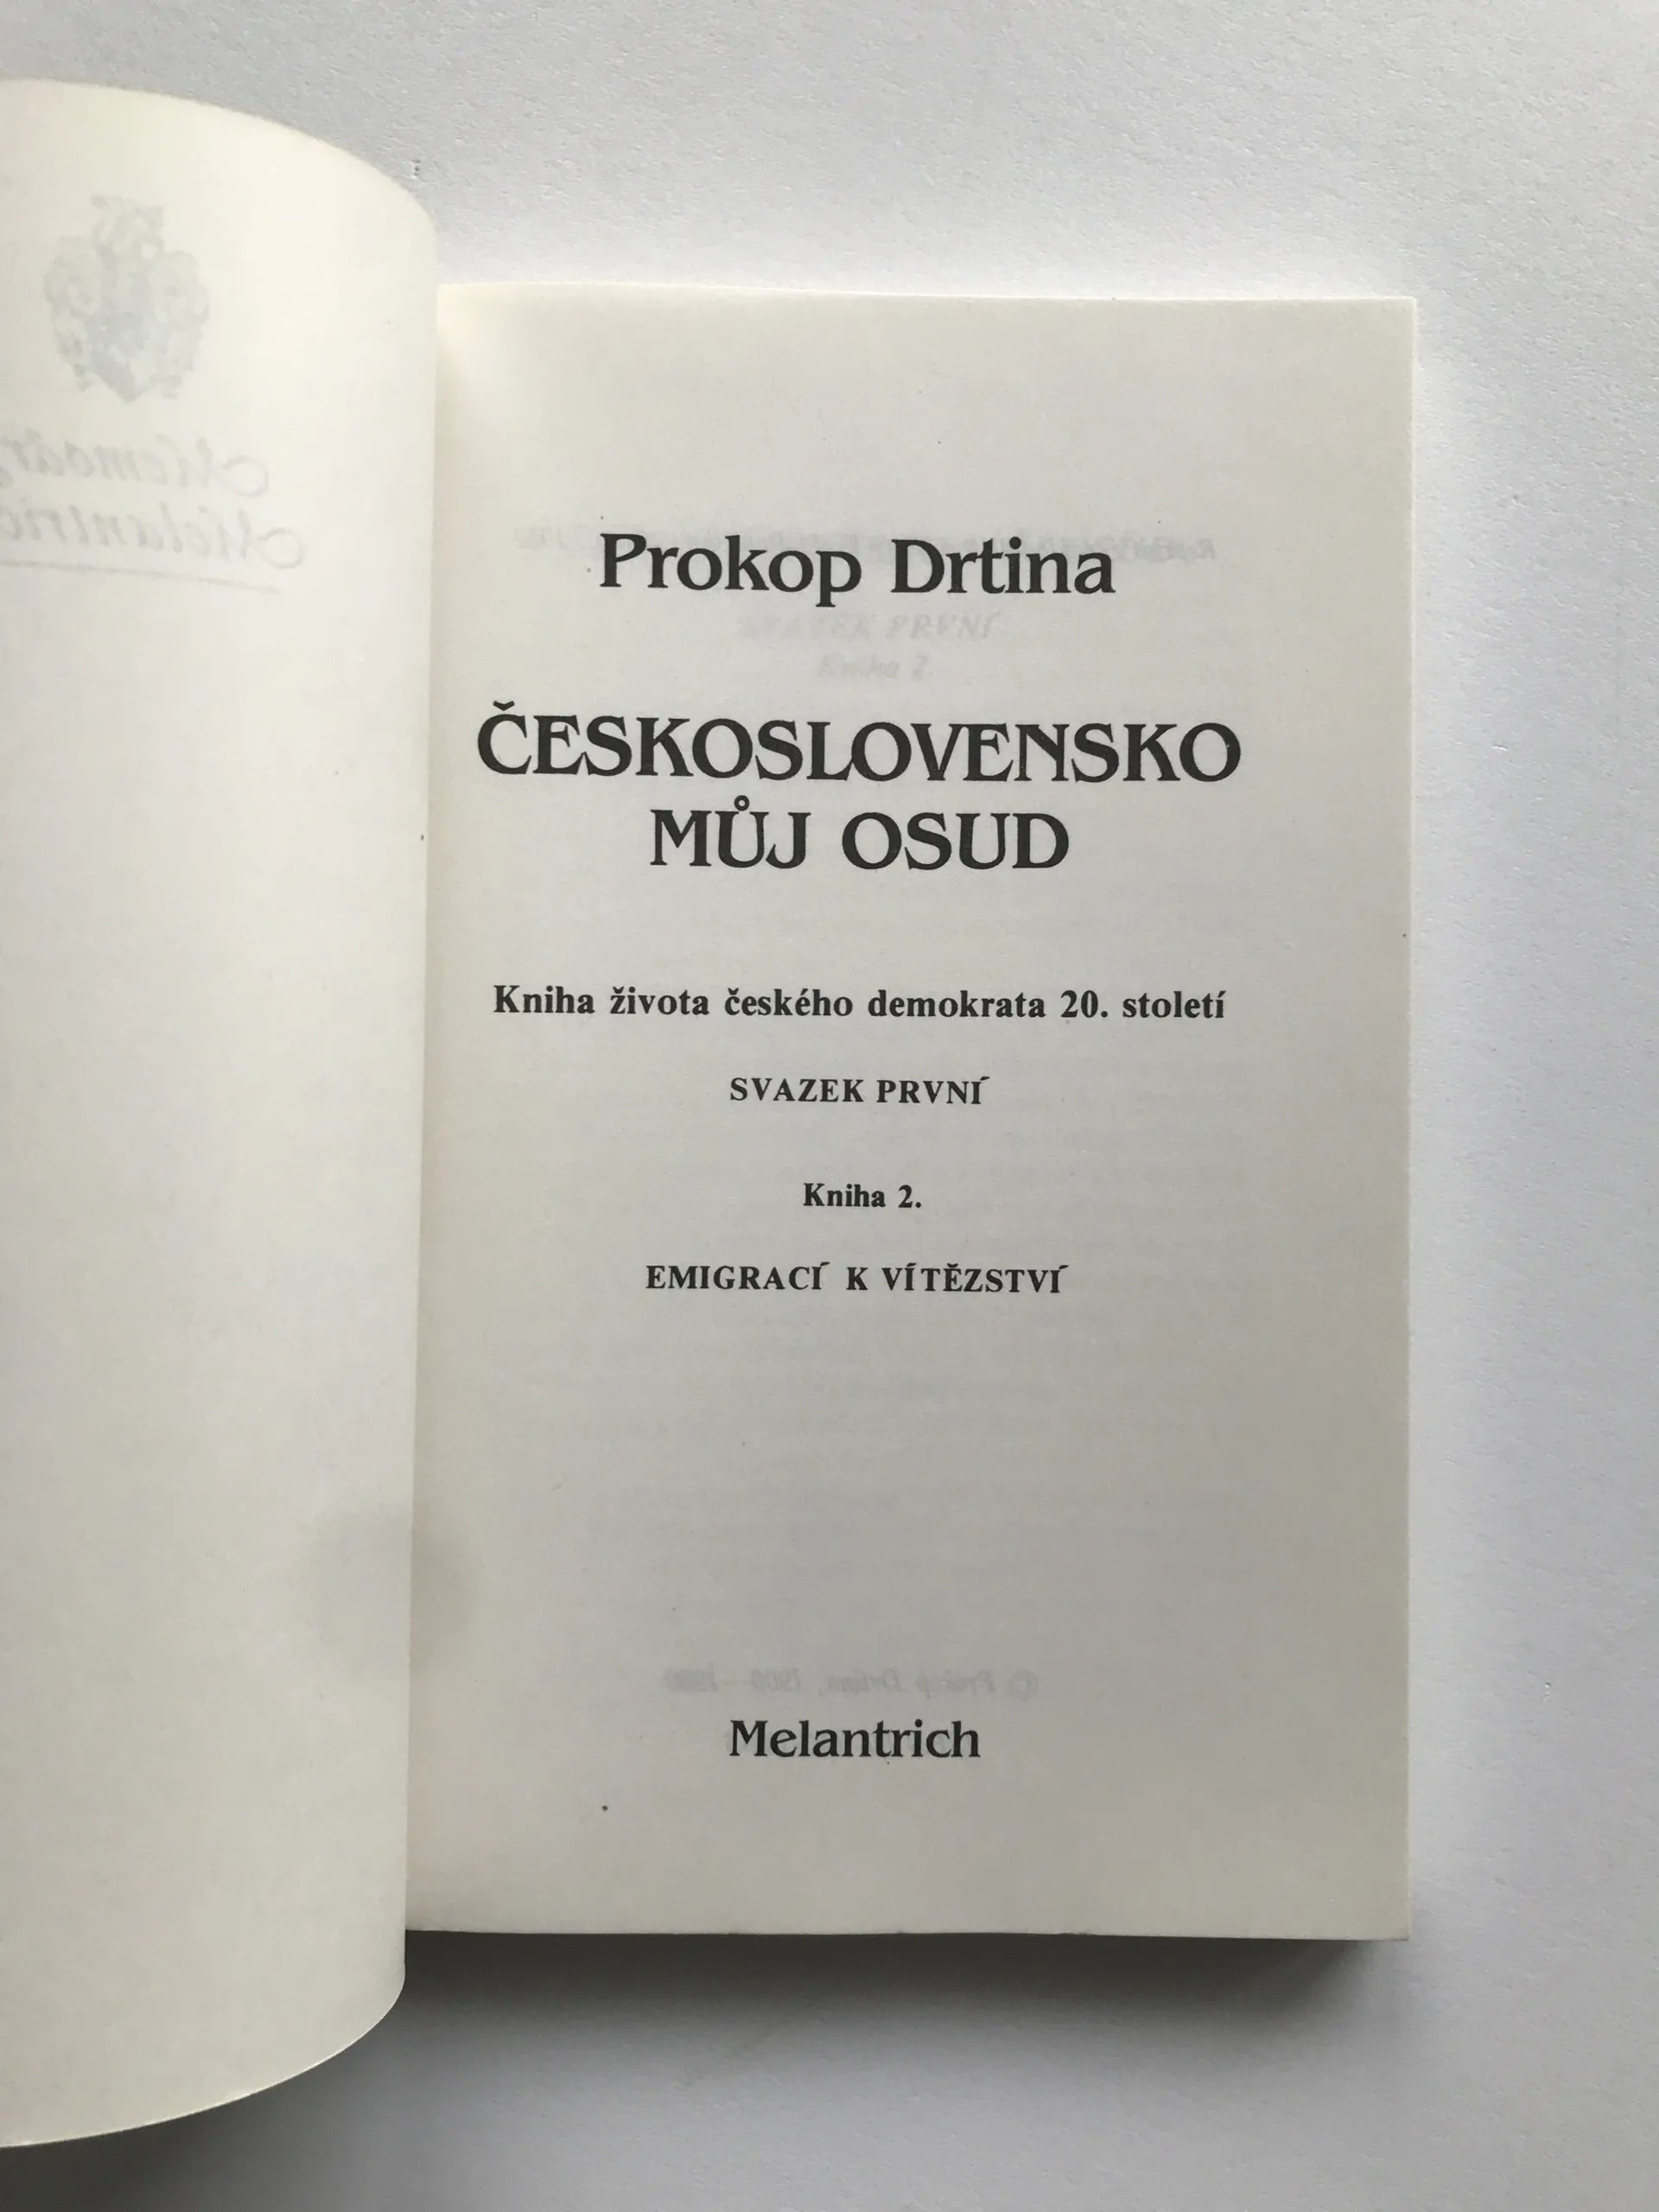 Prokop Drtina
ČESKOSLOVENSKO
MŮJ OSUD
Kniha života českého demokrata 20. století
SVAZEK PRVNÍ
Kniha 2.
EMIGRACÍ K VÍTĚZSTVÍ
Melantrich